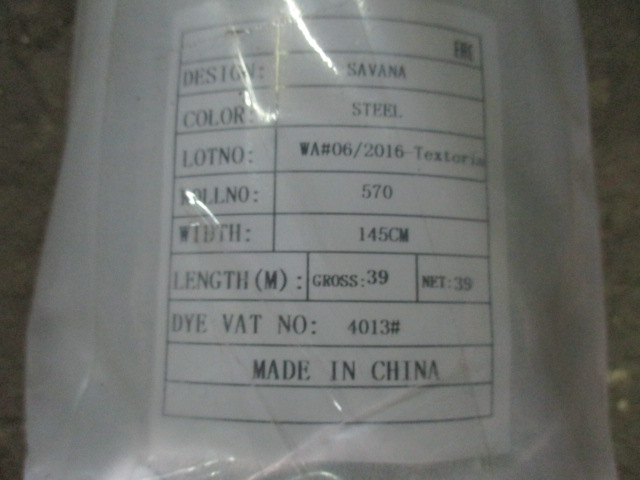 EAC
DESIGN: SAVANA
COLOR: STEEL
LOTNO: WA#06/2016-Textoria
ROLLNO: 570
WIDTH: 145CM
LENGTH(M): GROSS:39 NET:39
DYE VAT NO: 4013#
MADE IN CHINA